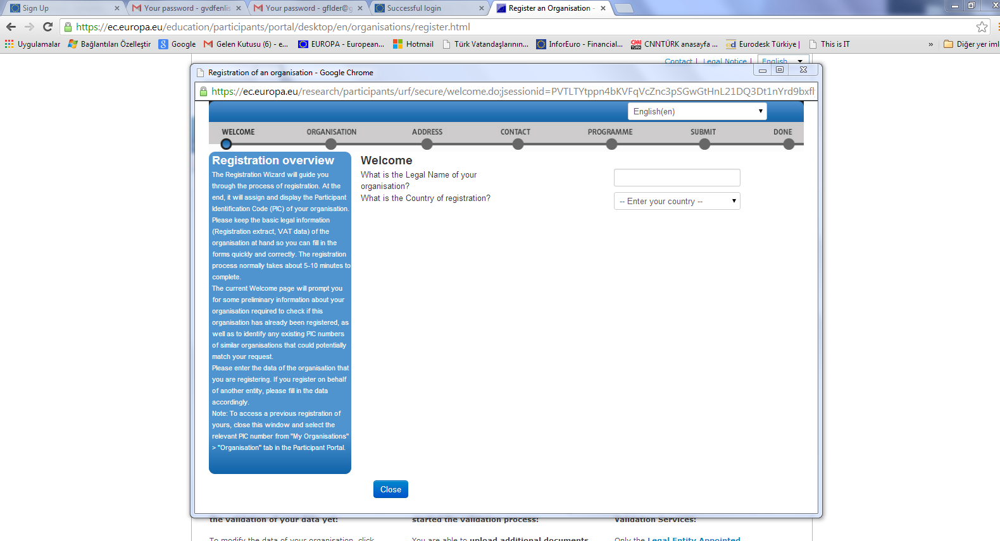 Sign Up
Your password - gvdfenlis
Your password - gflder@g
Successful login
Register an Organisation -
https://ec.europa.eu/education/participants/portal/desktop/en/organisations/register.html
Uygulamalar
Bağlantıları Özelleştir
Google
Gelen Kutusu (6) - e...
EUROPA - European...
Hotmail
Türk Vatandaşlarının...
InforEuro - Financial...
CNNTÜRK anasayfa ...
Eurodesk Türkiye |
This is IT
»
Diğer yer iml
Contact | Legal Notice | English
Registration of an organisation - Google Chrome
https://ec.europa.eu/research/participants/urf/secure/welcome.do;jsessionid=PVTLTYtppn4bKVFqVcZnc3pSGwGtHnL21DQ3Dt1nYrd9bxfl
English(en)
WELCOME
ORGANISATION
ADDRESS
CONTACT
PROGRAMME
SUBMIT
DONE
Registration overview
The Registration Wizard will guide you
through the process of registration. At the
end, it will assign and display the Participant
Identification Code (PIC) of your organisation.
Please keep the basic legal information
(Registration extract, VAT data) of the
organisation at hand so you can fill in the
forms quickly and correctly. The registration
process normally takes about 5-10 minutes to
complete.
The current Welcome page will prompt you
for some preliminary information about your
organisation required to check if this
organisation has already been registered, as
well as to identify any existing PIC numbers
of similar organisations that could potentially
match your request.
Please enter the data of the organisation that
you are registering. If you register on behalf
of another entity, please fill in the data
accordingly.
Note: To access a previous registration of
yours, close this window and select the
relevant PIC number from "My Organisations"
> "Organisation" tab in the Participant Portal.
Welcome
What is the Legal Name of your
organisation?
What is the Country of registration?
-- Enter your country --
Close
the validation of your data yet:
started the validation process:
Validation Services:
To modify the data of your organisation, click
You are able to upload additional documents
Only the Legal Entity Appointed